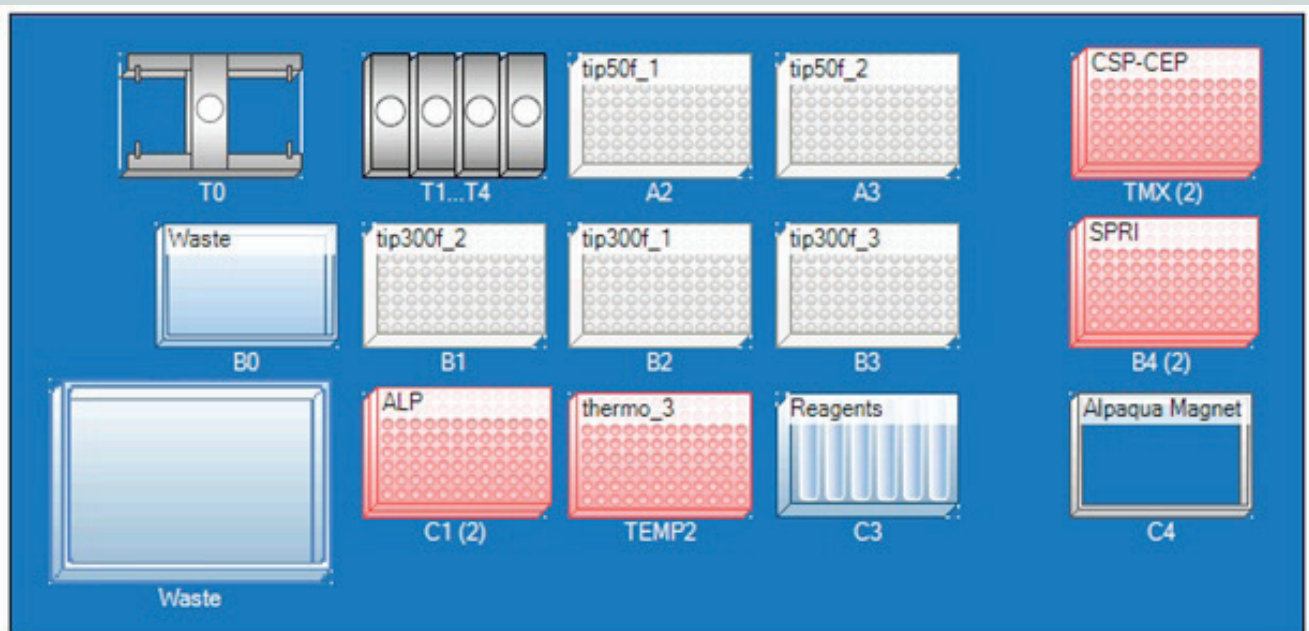 tip50f_1
tip50f_2
CSP-CEP
T0
T1...T4
A2
A3
TMX (2)
Waste
tip300f_2
tip300f_1
tip300f_3
SPRI
B0
B1
B2
B3
B4 (2)
ALP
thermo_3
Reagents
Alpaqua Magnet
C1 (2)
TEMP2
C3
C4
Waste